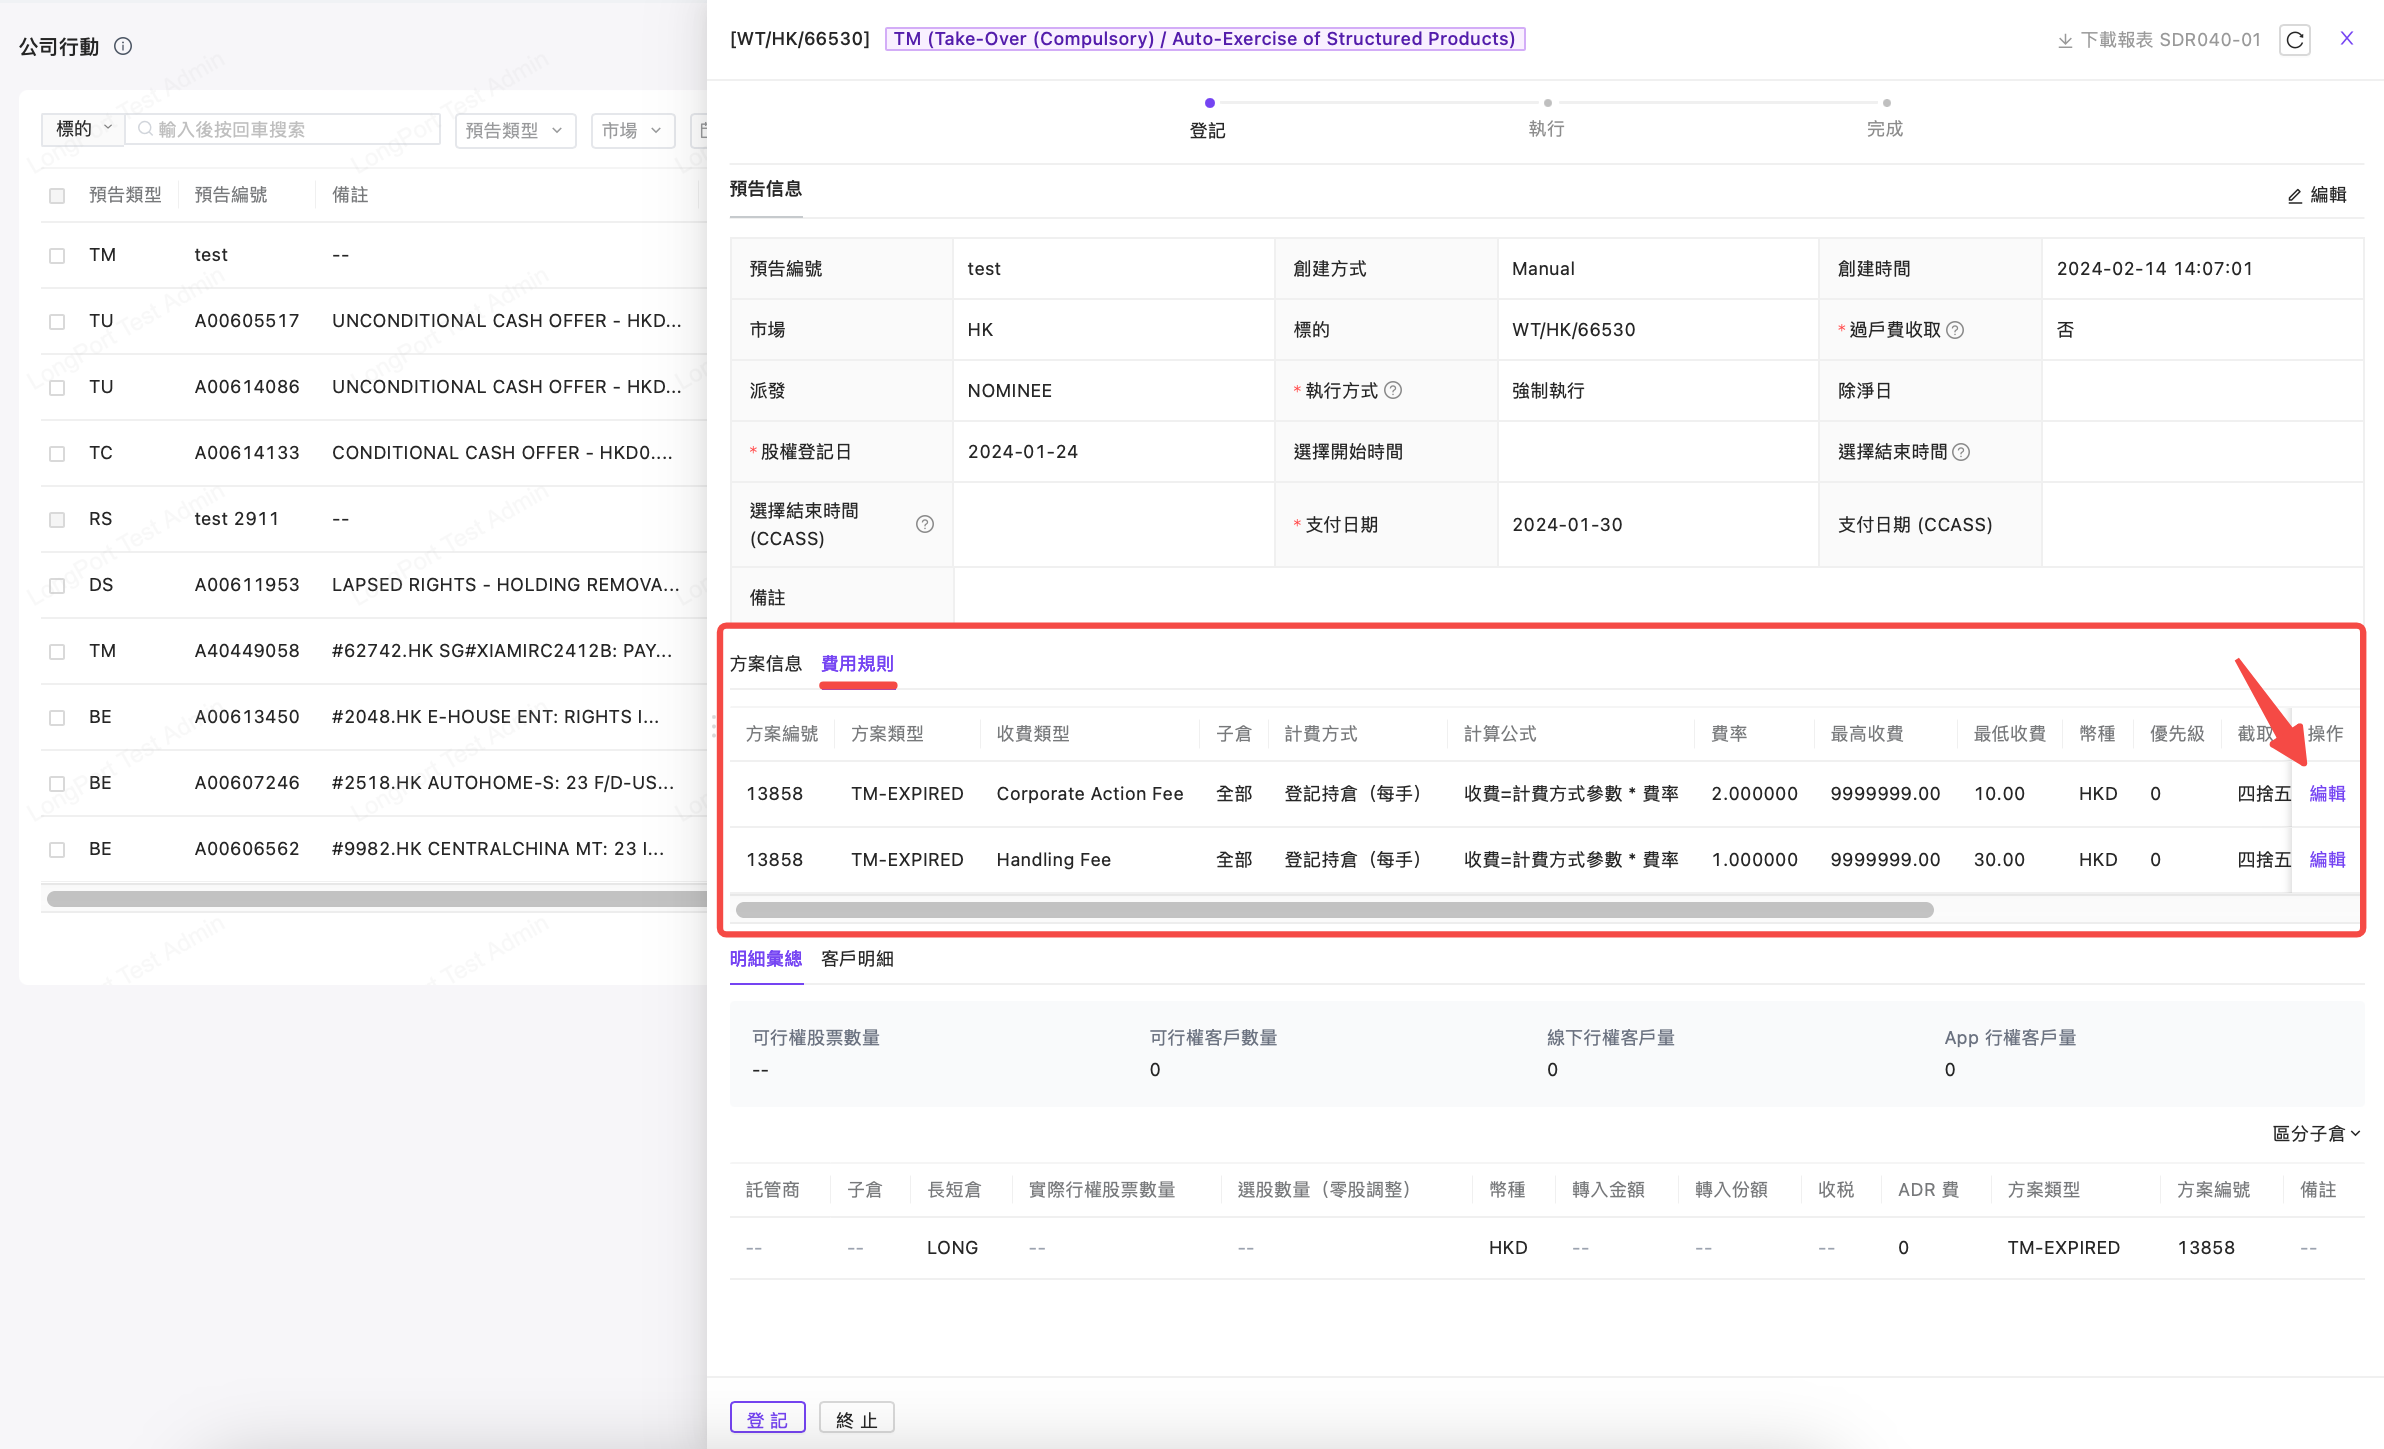 公司行動
標的 輸入後按回車搜索 預告類型 市場
預告類型 預告編號 備註
TM test --
TU A00605517 UNCONDITIONAL CASH OFFER - HKD...
TU A00614086 UNCONDITIONAL CASH OFFER - HKD...
TC A00614133 CONDITIONAL CASH OFFER - HKD0....
RS test 2911 --
DS A00611953 LAPSED RIGHTS - HOLDING REMOVA...
TM A40449058 #62742.HK SG#XIAMIRC2412B: PAY...
BE A00613450 #2048.HK E-HOUSE ENT: RIGHTS I...
BE A00607246 #2518.HK AUTOHOME-S: 23 F/D-US...
BE A00606562 #9982.HK CENTRALCHINA MT: 23 I...
LongPort Test Admin
[WT/HK/66530] TM (Take-Over (Compulsory) / Auto-Exercise of Structured Products) 下載報表 SDR040-01
登記 執行 完成
預告信息 編輯
預告編號 test 創建方式 Manual 創建時間 2024-02-14 14:07:01
市場 HK 標的 WT/HK/66530 * 過戶費收取 否
派發 NOMINEE * 執行方式 強制執行 除淨日
* 股權登記日 2024-01-24 選擇開始時間 選擇結束時間
選擇結束時間 (CCASS) * 支付日期 2024-01-30 支付日期 (CCASS)
備註
方案信息 費用規則
方案編號 方案類型 收費類型 子倉 計費方式 計算公式 費率 最高收費 最低收費 幣種 優先級 截取 操作
13858 TM-EXPIRED Corporate Action Fee 全部 登記持倉（每手） 收費=計費方式參數 * 費率 2.000000 9999999.00 10.00 HKD 0 四捨五 編輯
13858 TM-EXPIRED Handling Fee 全部 登記持倉（每手） 收費=計費方式參數 * 費率 1.000000 9999999.00 30.00 HKD 0 四捨五 編輯
明細彙總 客戶明細
可行權股票數量 可行權客戶數量 線下行權客戶量 App 行權客戶量
-- 0 0 0
區分子倉
託管商 子倉 長短倉 實際行權股票數量 選股數量（零股調整） 幣種 轉入金額 轉入份額 收税 ADR 費 方案類型 方案編號 備註
-- -- LONG -- -- HKD -- -- -- 0 TM-EXPIRED 13858 --
登 記 終 止